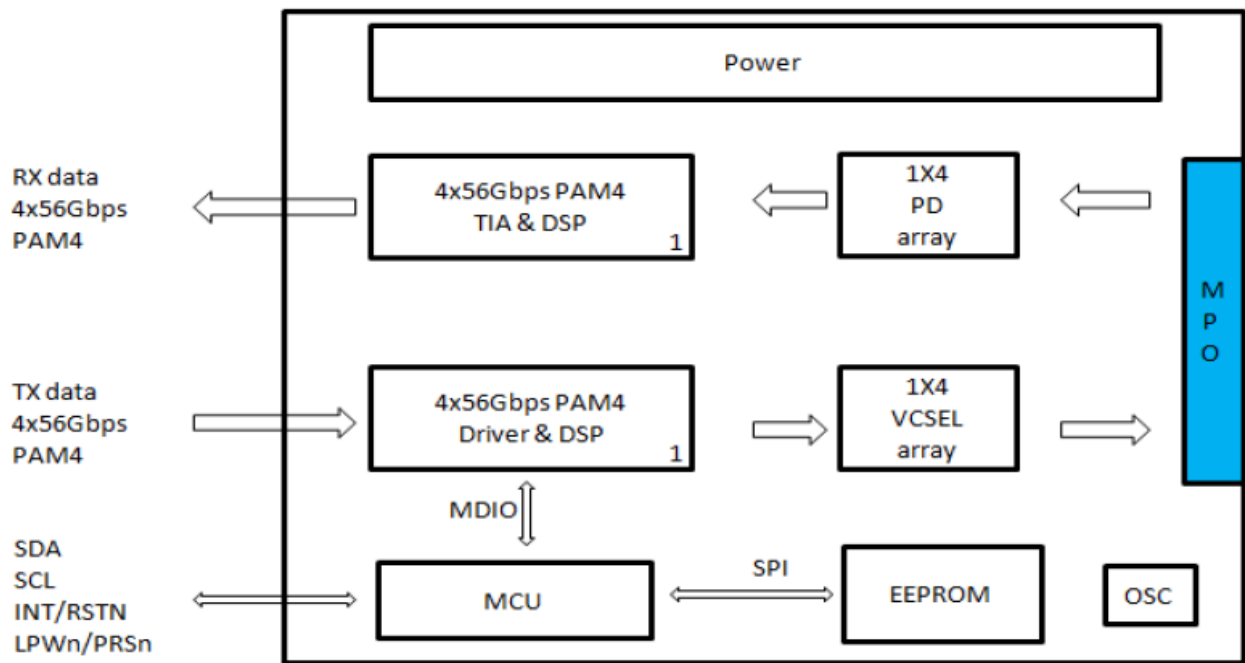 Power
RX data
4x56Gbps
PAM4
4x56Gbps PAM4
TIA & DSP
1
1X4
PD
array
M
P
O
TX data
4x56Gbps
PAM4
4x56Gbps PAM4
Driver & DSP
1
1X4
VCSEL
array
MDIO
SDA
SCL
INT/RSTN
LPWn/PRSn
MCU
SPI
EEPROM
OSC